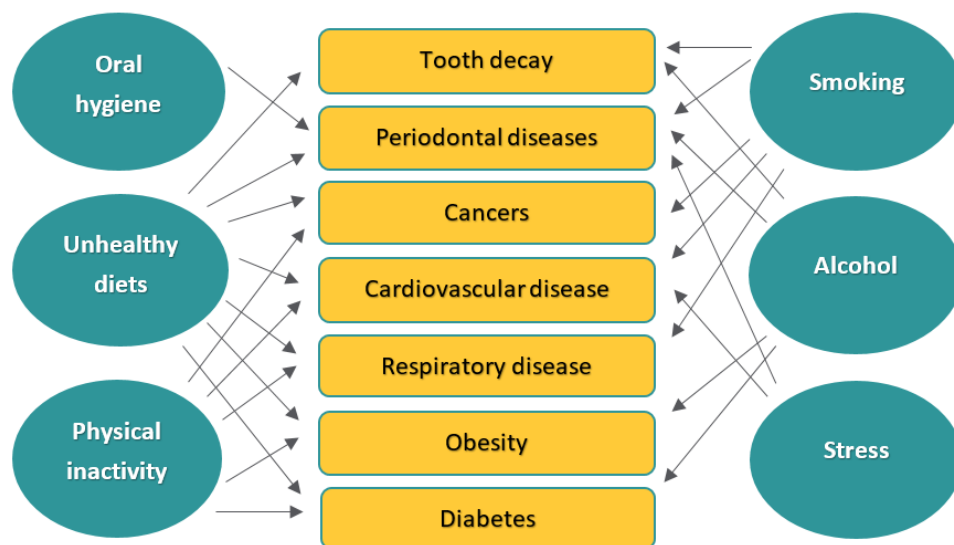 Oral
hygiene
Unhealthy
diets
Physical
inactivity
Tooth decay
Periodontal diseases
Cancers
Cardiovascular disease
Respiratory disease
Obesity
Diabetes
Smoking
Alcohol
Stress